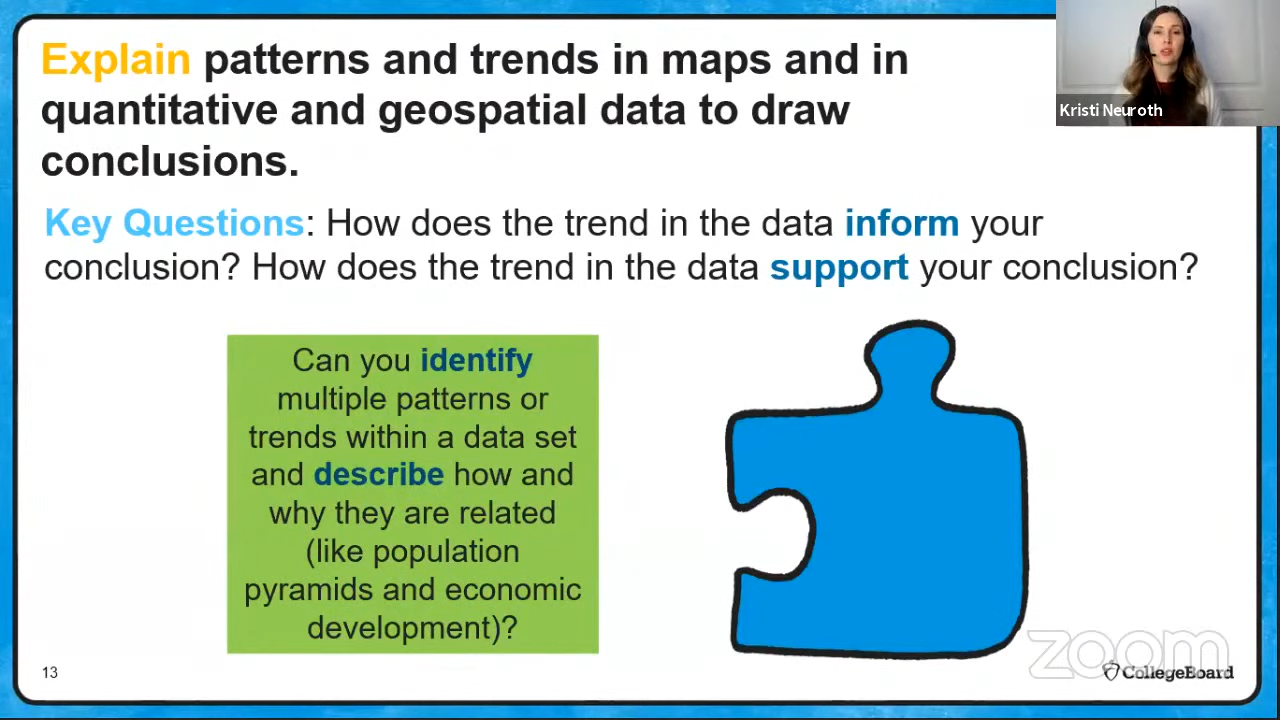 Explain patterns and trends in maps and in
quantitative and geospatial data to draw
conclusions.
Kristi Neuroth
Key Questions: How does the trend in the data inform your
conclusion? How does the trend in the data support your conclusion?
Can you identify
multiple patterns or
trends within a data set
and describe how and
why they are related
(like population
pyramids and economic
development)?
13
zoom
CollegeBoard